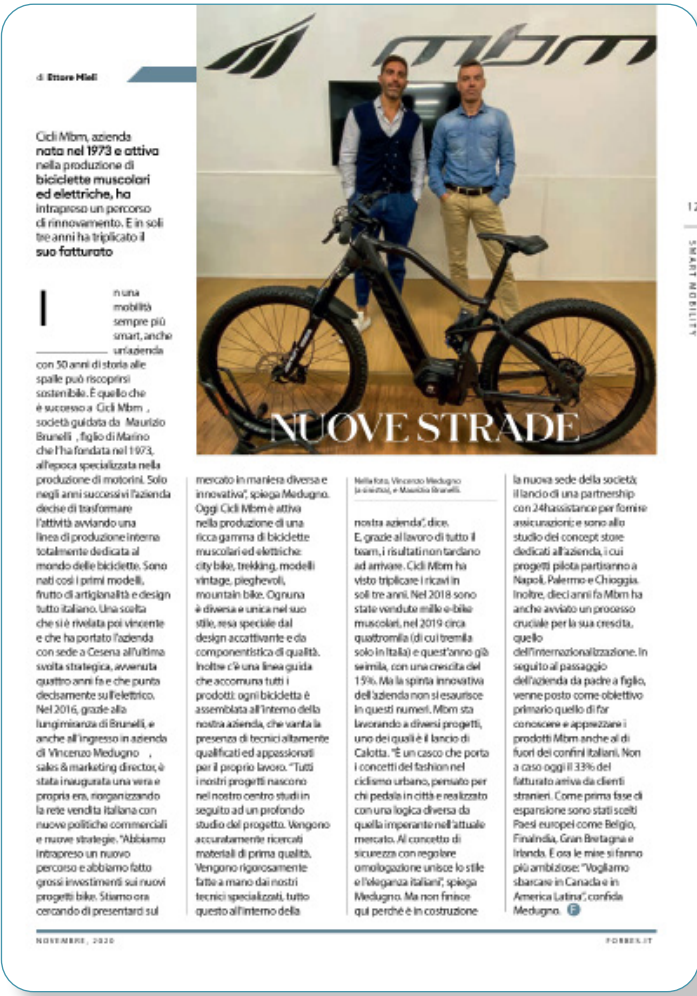 di Ettore Mieli
mbm
Cicli Mbm, azienda
nata nel 1973 e attiva
nella produzione di
biciclette muscolari
ed elettriche, ha
intrapreso un percorso
di rinnovamento. E in soli
tre anni ha triplicato il
suo fatturato
12
SMART MOBILITY
NUOVE STRADE
In una
mobilità
sempre più
smart, anche
un'azienda
con 50 anni di storia alle
spalle può riscoprirsi
sostenibile. È quello che
è successo a Cicli Mbm ,
società guidata da Maurizio
Brunelli , figlio di Marino
che l'ha fondata nel 1973,
all'epoca specializzata nella
produzione di motorini. Solo
negli anni successivi l'azienda
decise di trasformare
l'attività avviando una
linea di produzione interna
totalmente dedicata al
mondo delle biciclette. Sono
nati così i primi modelli,
frutto di artigianalità e design
tutto italiano. Una scelta
che si è rivelata poi vincente
e che ha portato l'azienda
con sede a Cesena all'ultima
svolta strategica, avvenuta
quattro anni fa e che punta
decisamente sull'elettrico.
Nel 2016, grazie alla
lungimiranza di Brunelli, e
anche all'ingresso in azienda
di Vincenzo Medugno ,
sales & marketing director, è
stata inaugurata una vera e
propria era, riorganizzando
la rete vendita italiana con
nuove politiche commerciali
e nuove strategie. "Abbiamo
intrapreso un nuovo
percorso e abbiamo fatto
grossi investimenti sui nuovi
progetti bike. Stiamo ora
cercando di presentarci sul
mercato in maniera diversa e
innovativa", spiega Medugno.
Oggi Cicli Mbm è attiva
nella produzione di una
ricca gamma di biciclette
muscolari ed elettriche:
city bike, trekking, modelli
vintage, pieghevoli,
mountain bike. Ognuna
è diversa e unica nel suo
stile, resa speciale dal
design accattivante e da
componentistica di qualità.
Inoltre c'è una linea guida
che accomuna tutti i
prodotti: ogni bicicletta è
assemblata all'interno della
nostra azienda, che vanta la
presenza di tecnici altamente
qualificati ed appassionati
per il proprio lavoro. "Tutti
i nostri progetti nascono
nel nostro centro studi in
seguito ad un profondo
studio del progetto. Vengono
accuratamente ricercati
materiali di prima qualità.
Vengono rigorosamente
fatte a mano dai nostri
tecnici specializzati, tutto
questo all'interno della
Nella foto, Vincenzo Medugno
(a sinistra), e Maurizio Brunelli.
nostra azienda", dice.
E, grazie al lavoro di tutto il
team, i risultati non tardano
ad arrivare. Cicli Mbm ha
visto triplicare i ricavi in
soli tre anni. Nel 2018 sono
state vendute mille e-bike
muscolari, nel 2019 circa
quattromila (di cui tremila
solo in Italia) e quest'anno già
seimila, con una crescita del
15%. Ma la spinta innovativa
dell'azienda non si esaurisce
in questi numeri. Mbm sta
lavorando a diversi progetti,
uno dei quali è il lancio di
Calotta. "È un casco che porta
i concetti del fashion nel
ciclismo urbano, pensato per
chi pedala in città e realizzato
con una logica diversa da
quella imperante nell'attuale
mercato. Al concetto di
sicurezza con regolare
omologazione unisce lo stile
e l'eleganza italiani", spiega
Medugno. Ma non finisce
qui perché è in costruzione
la nuova sede della società;
il lancio di una partnership
con 24hassistance per fornire
assicurazioni; e sono allo
studio dei concept store
dedicati all'azienda, i cui
progetti pilota partiranno a
Napoli, Palermo e Chioggia.
Inoltre, dieci anni fa Mbm ha
anche avviato un processo
cruciale per la sua crescita,
quello
dell'internazionalizzazione. In
seguito al passaggio
dell'azienda da padre a figlio,
venne posto come obiettivo
primario quello di far
conoscere e apprezzare i
prodotti Mbm anche al di
fuori dei confini italiani. Non
a caso oggi il 33% del
fatturato arriva da clienti
stranieri. Come prima fase di
espansione sono stati scelti
Paesi europei come Belgio,
Finalndia, Gran Bretagna e
Irlanda. E ora le mire si fanno
più ambiziose: "Vogliamo
sbarcare in Canada e in
America Latina", confida
Medugno. F
NOVEMBRE, 2020
FORBES.IT